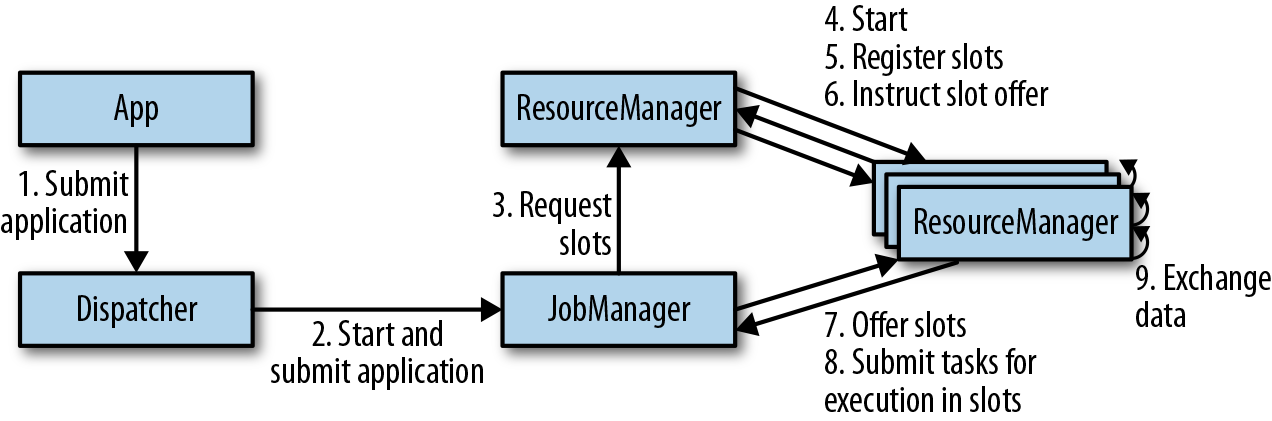 App
1. Submit
application
Dispatcher
2. Start and
submit application
ResourceManager
3. Request
slots
JobManager
4. Start
5. Register slots
6. Instruct slot offer
ResourceManager
7. Offer slots
8. Submit tasks for
execution in slots
9. Exchange
data